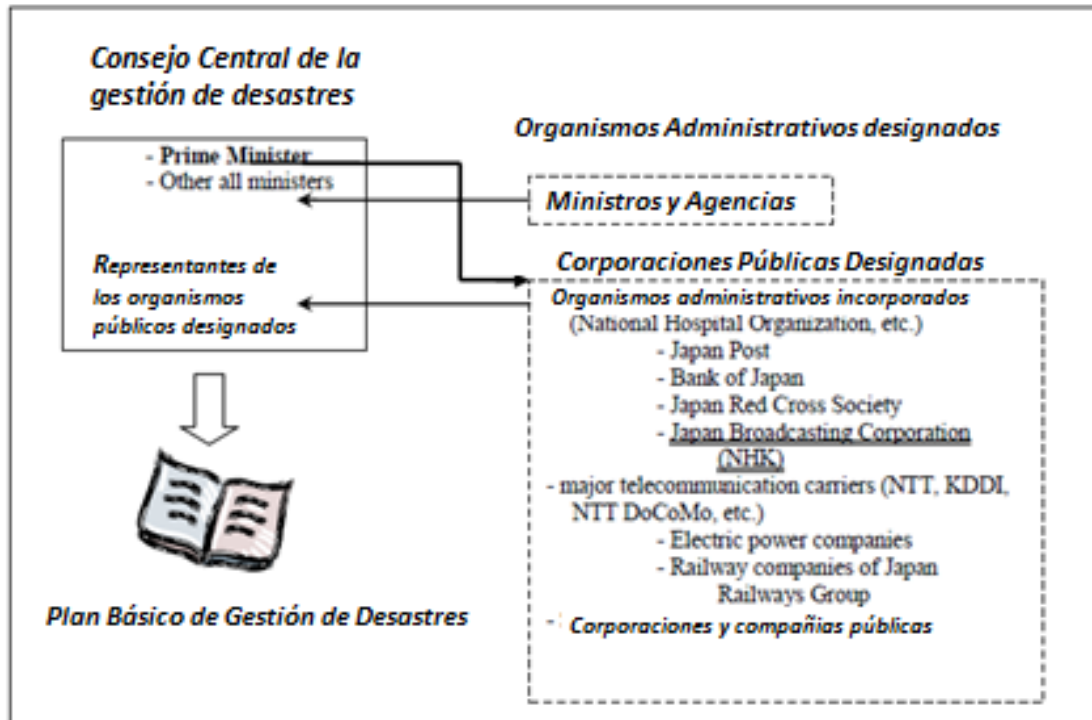 Consejo Central de la
gestión de desastres
- Prime Minister
- Other all ministers
Representantes de
los organismos
públicos designados
Plan Básico de Gestión de Desastres
Organismos Administrativos designados
Ministros y Agencias
Corporaciones Públicas Designadas
Organismos administrativos incorporados
(National Hospital Organization, etc.)
- Japan Post
- Bank of Japan
- Japan Red Cross Society
- Japan Broadcasting Corporation
(NHK)
- major telecommunication carriers (NTT, KDDI,
NTT DoCoMo, etc.)
- Electric power companies
- Railway companies of Japan
Railways Group
- Corporaciones y compañias públicas